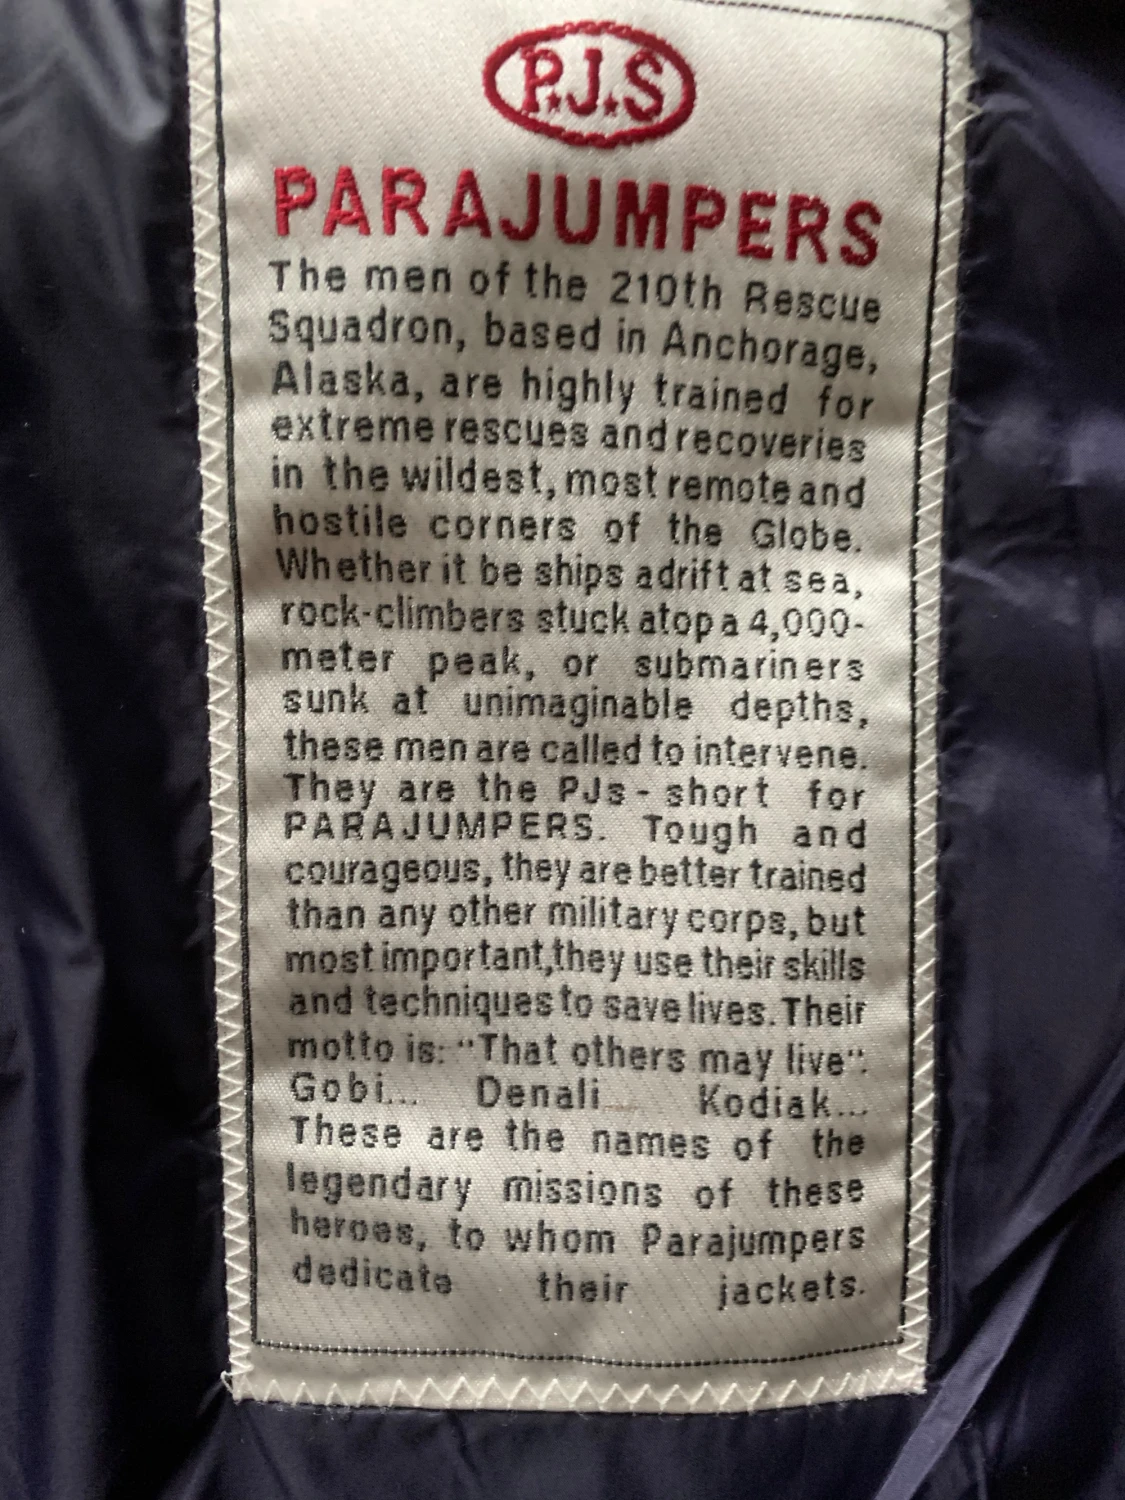 P.J.S
PARAJUMPERS
The men of the 210th Rescue
Squadron, based in Anchorage,
Alaska, are highly trained for
extreme rescues and recoveries
in the wildest, most remote and
hostile corners of the Globe.
Whether it be ships adrift at sea,
rock-climbers stuck atop a 4,000-
meter peak, or submariners
sunk at unimaginable depths,
these men are called to intervene.
They are the PJs - short for
PARAJUMPERS. Tough and
courageous, they are better trained
than any other military corps, but
most important,they use their skills
and techniques to save lives. Their
motto is: "That others may live".
Gobi... Denali... Kodiak...
These are the names of the
legendary missions of these
heroes, to whom Parajumpers
dedicate their jackets.